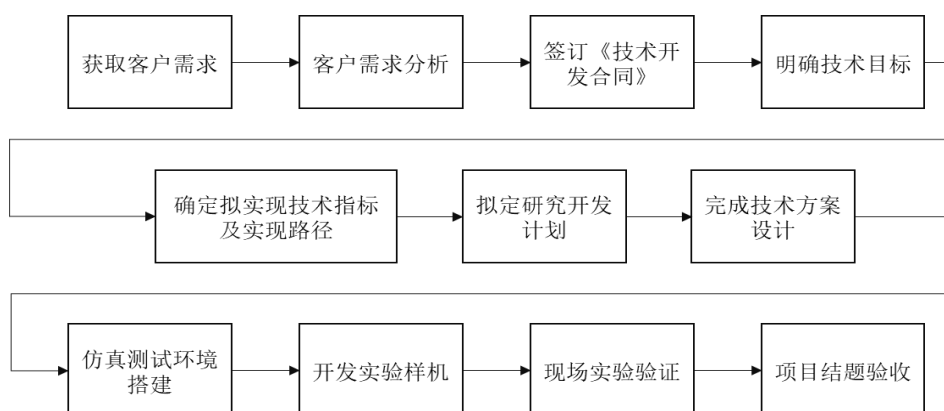 获取客户需求
客户需求分析
签订《技术开
发合同》
明确技术目标
确定拟实现技术指标
及实现路径
拟定研究开发
计划
完成技术方案
设计
仿真测试环境
搭建
开发实验样机
现场实验验证
项目结题验收